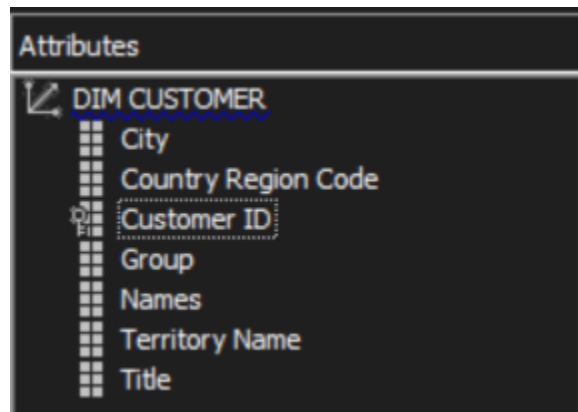 Attributes
DIM CUSTOMER
City
Country Region Code
Customer ID
Group
Names
Territory Name
Title